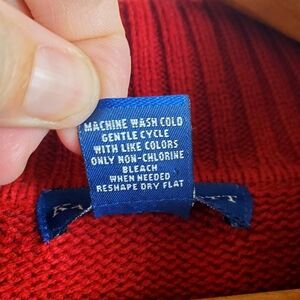 MACHINE WASH COLD
GENTLE CYCLE
WITH LIKE COLORS
ONLY NON-CHLORINE
BLEACH
WHEN NEEDED
RESHAPE DRY FLAT